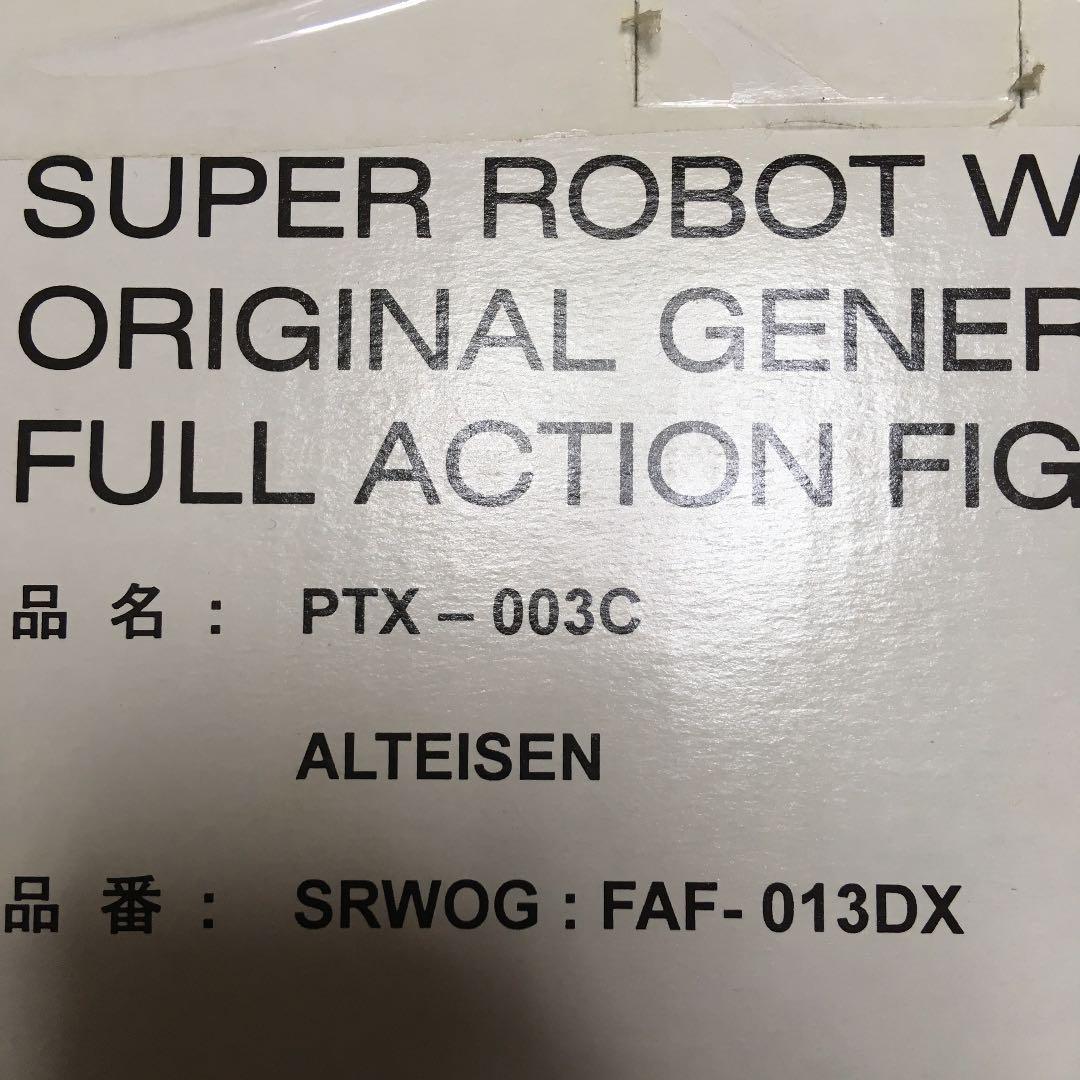 SUPER ROBOT W
ORIGINAL GENER
FULL ACTION FIG
品 名 : PTX – 003C
ALTEISEN
品 番 : SRWOG : FAF- 013DX